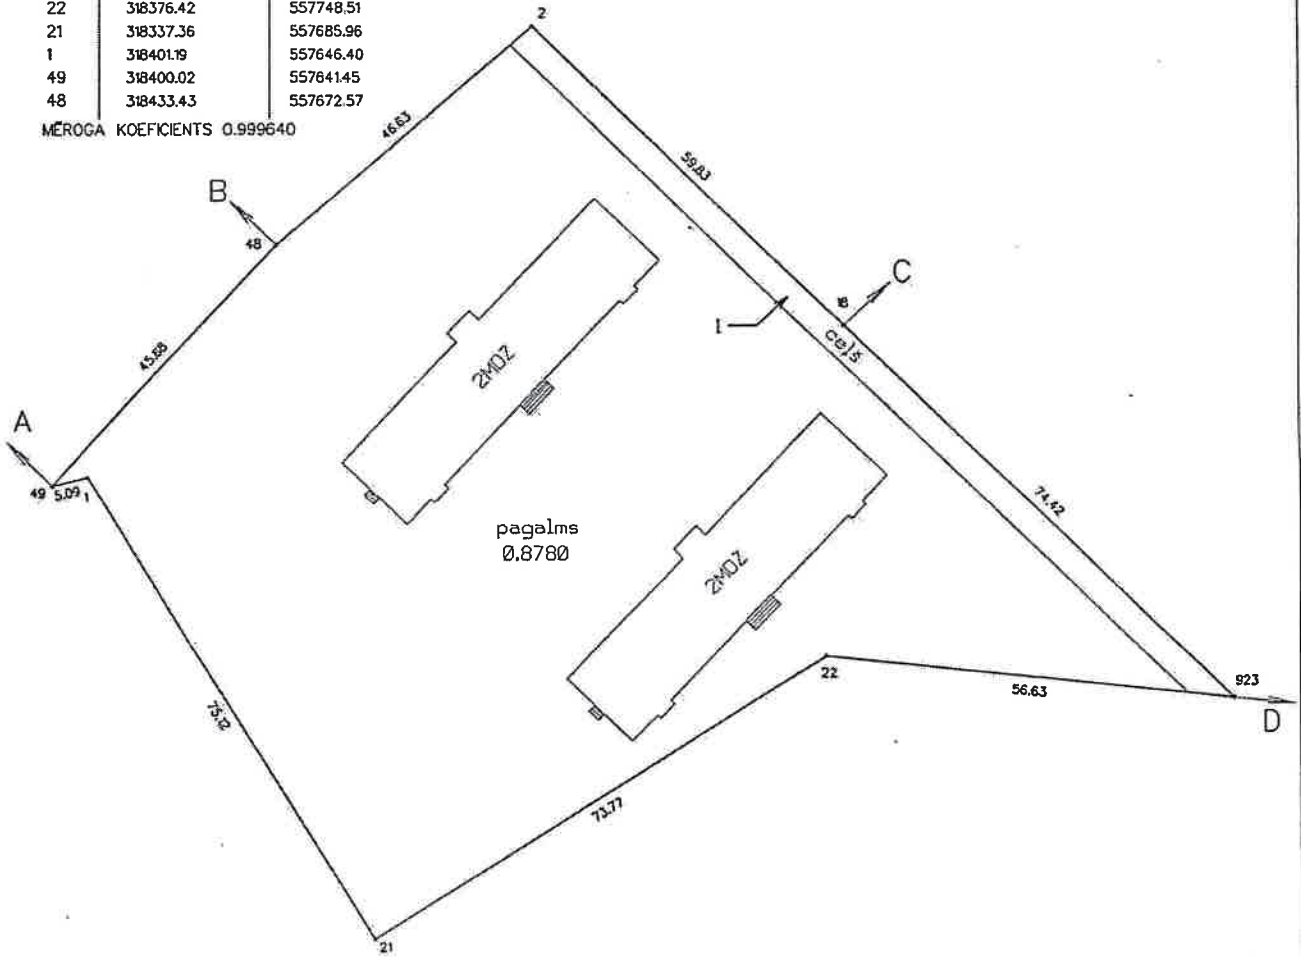 22 318376.42 557748.51
21 318337.36 557685.96
1 318401.19 557646.40
49 318400.02 557641.45
48 318433.43 557672.57
MĒROGA KOEFICIENTS 0.999640
2
46.63
59.83
B
48
C
18
I
ceļš
45.68
2MDZ
A
49 5.09 1
74.42
pagalms
0.8780
2MDZ
22
923
56.63
D
75.12
73.77
21